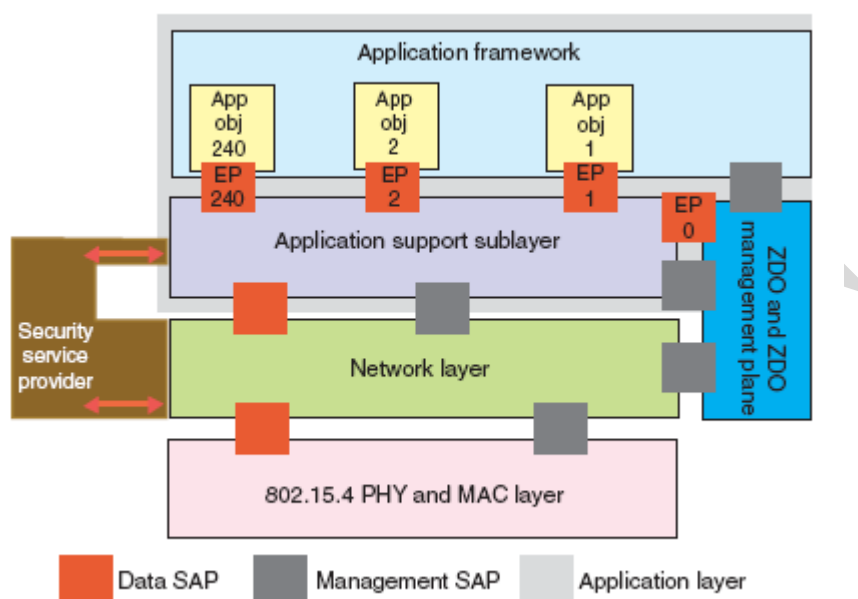 Application framework
App
obj
240
App
obj
2
App
obj
1
EP
240
EP
2
EP
1
EP
0
Application support sublayer
ZDO and ZDO
management plane
Security
service
provider
Network layer
802.15.4 PHY and MAC layer
Data SAP
Management SAP
Application layer